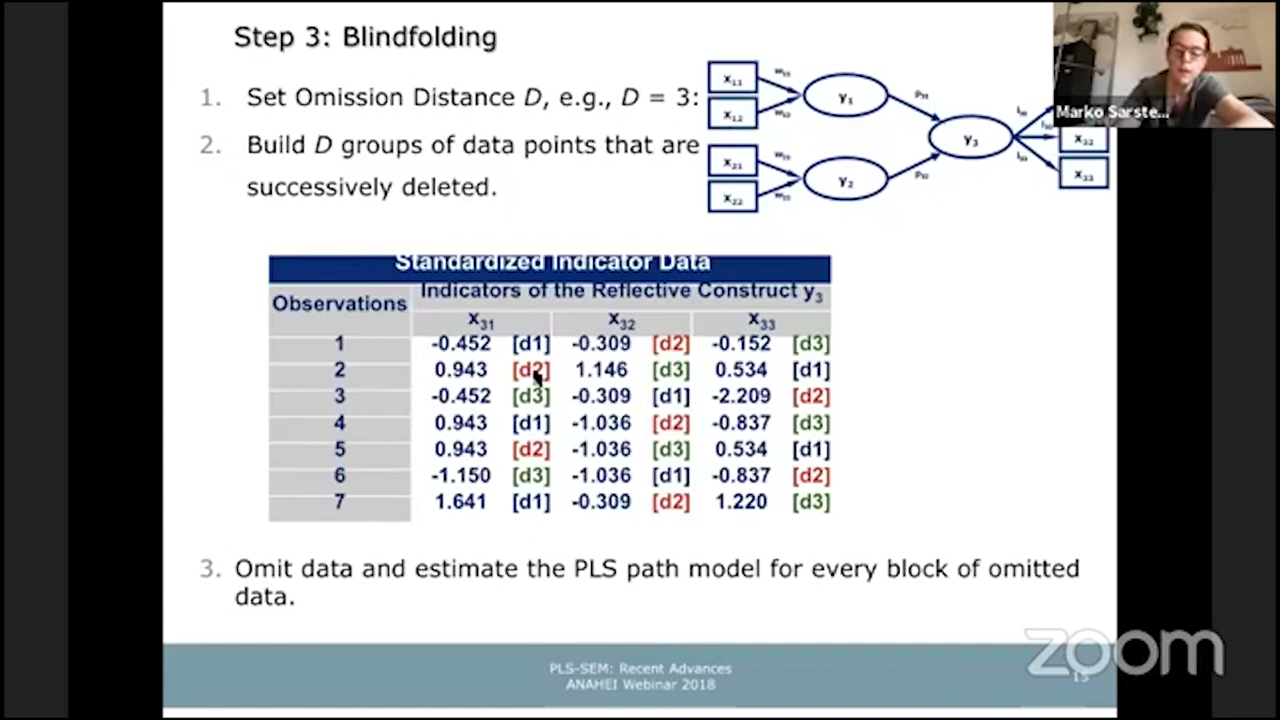 Step 3: Blindfolding
1. Set Omission Distance D, e.g., D = 3:
2. Build D groups of data points that are
successively deleted.
x11
x12
x21
x22
y1
y2
y3
x32
x33
Marko Sarste...
Standardized Indicator Data
Observations
Indicators of the Reflective Construct y3
x31 x32 x33
1 -0.452 [d1] -0.309 [d2] -0.152 [d3]
2 0.943 [d2] 1.146 [d3] 0.534 [d1]
3 -0.452 [d3] -0.309 [d1] -2.209 [d2]
4 0.943 [d1] -1.036 [d2] -0.837 [d3]
5 0.943 [d2] -1.036 [d3] 0.534 [d1]
6 -1.150 [d3] -1.036 [d1] -0.837 [d2]
7 1.641 [d1] -0.309 [d2] 1.220 [d3]
3. Omit data and estimate the PLS path model for every block of omitted
data.
PLS-SEM: Recent Advances
ANAHEI Webinar 2018
zoom